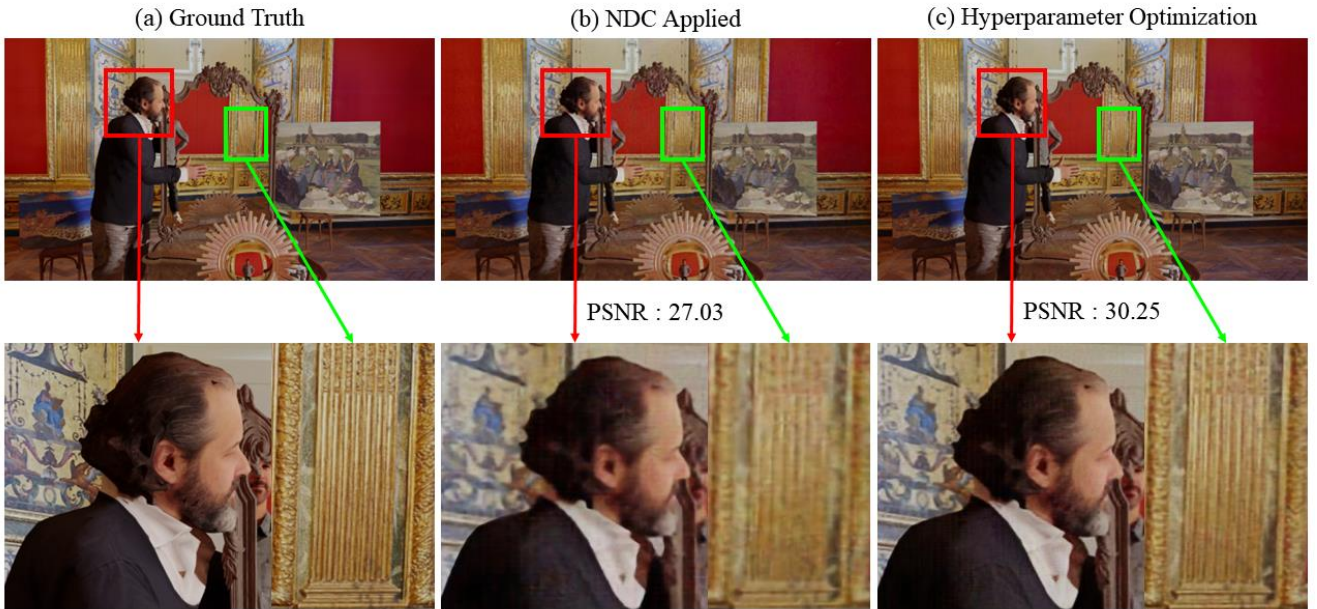 (a) Ground Truth
(b) NDC Applied
(c) Hyperparameter Optimization
PSNR : 27.03
PSNR : 30.25